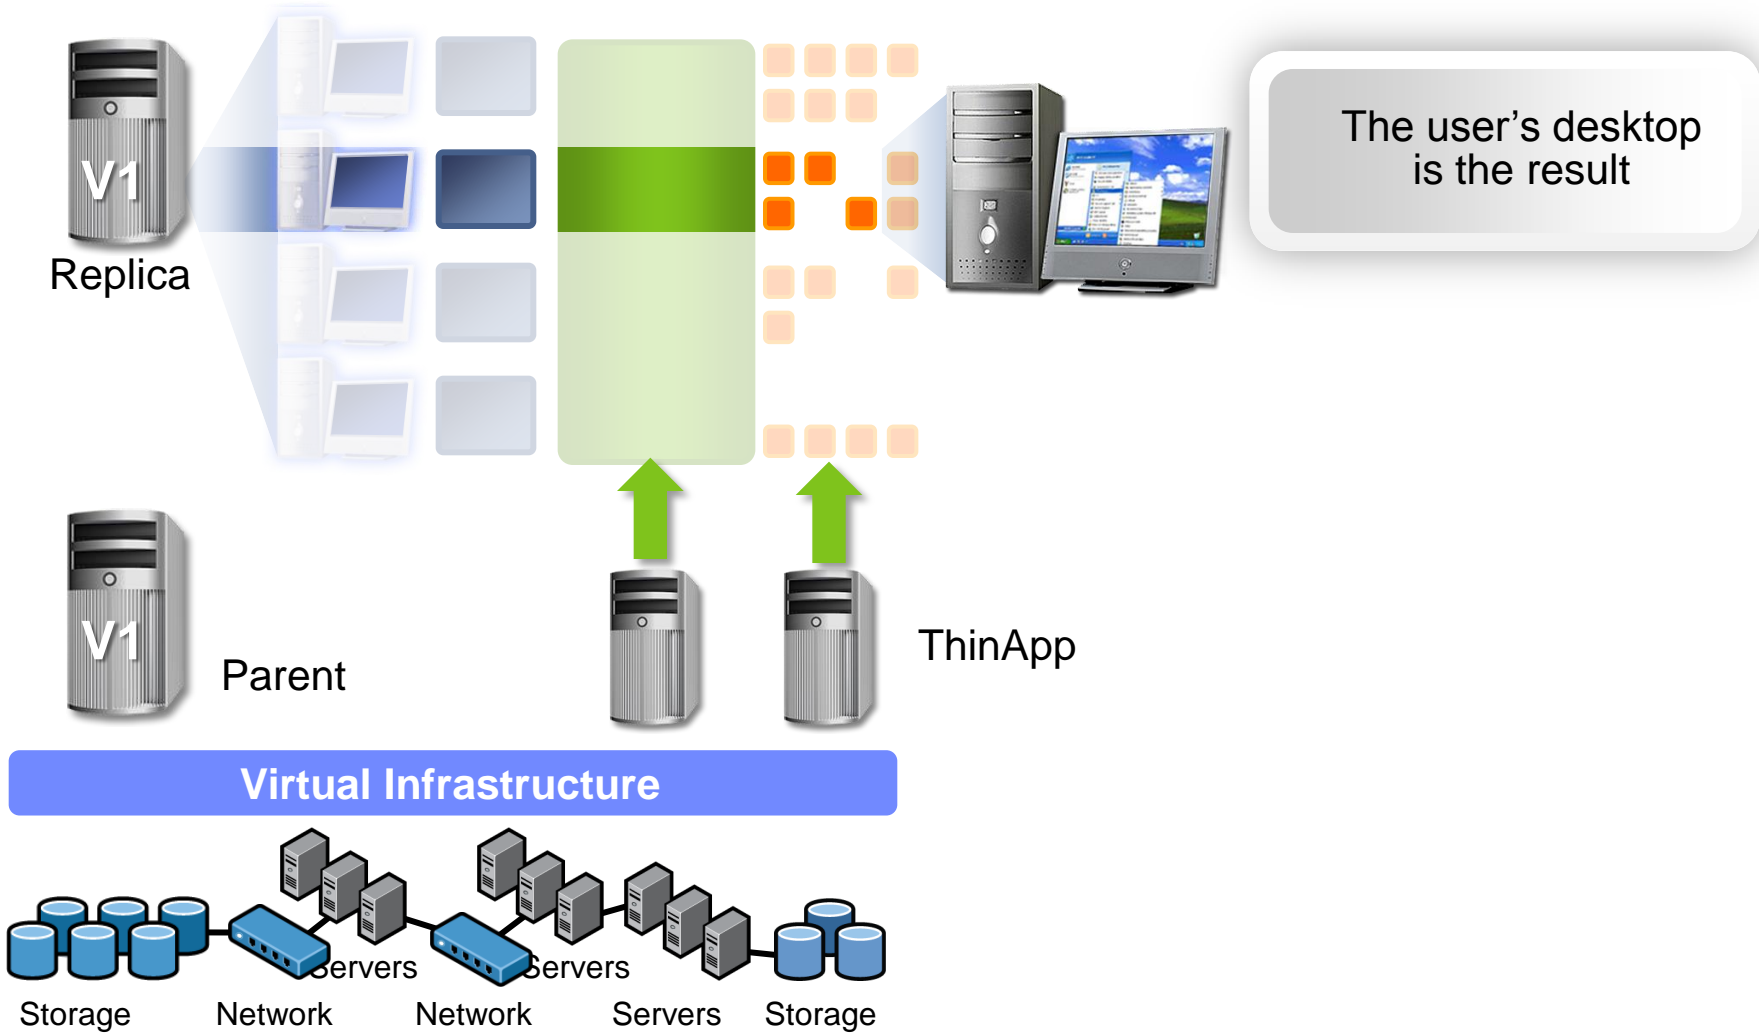 V1
Replica
The user’s desktop
is the result
V1
Parent
ThinApp
Virtual Infrastructure
Servers
Servers
Storage
Network
Network
Servers
Storage